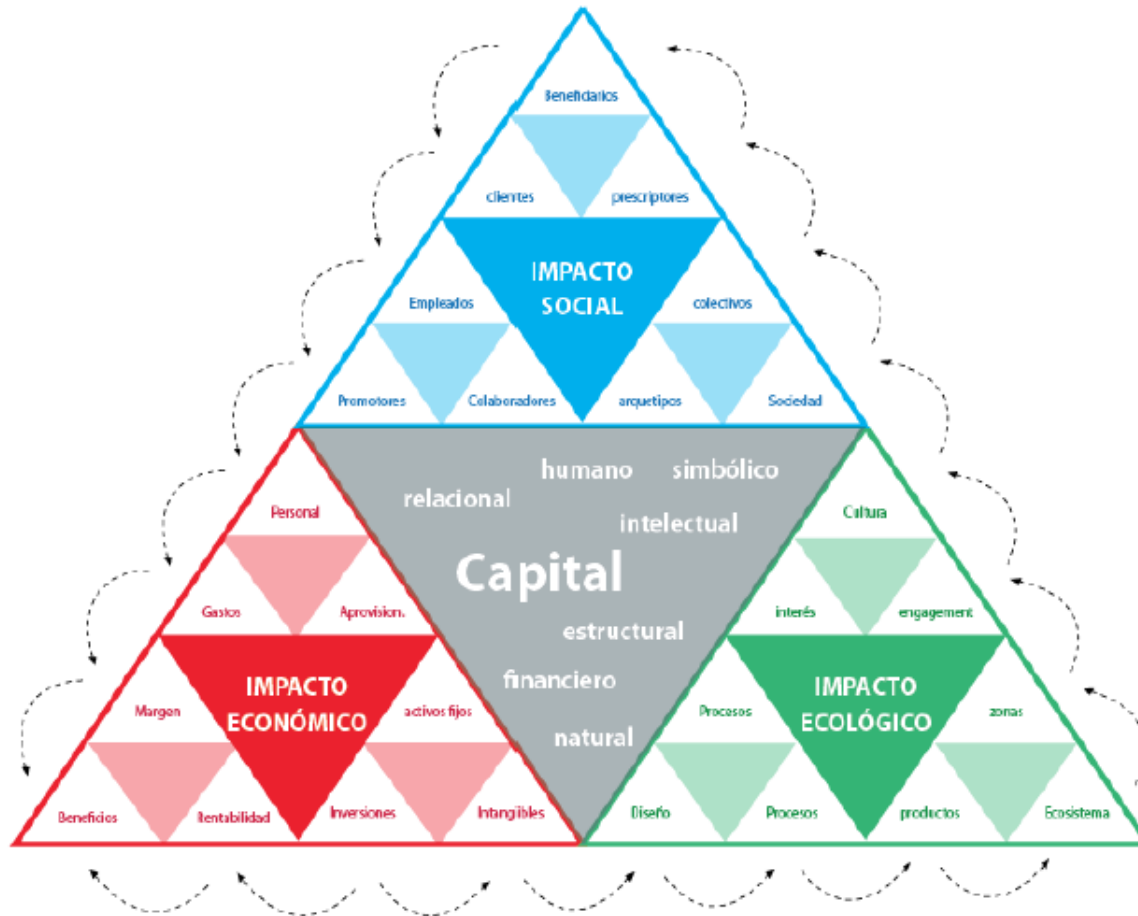 Beneficiarios
clientes prescriptores
IMPACTO
SOCIAL
Empleados colectivos
Promotores Colaboradores arquetipos Sociedad
humano simbólico
relacional
intelectual
Capital
estructural
financiero
natural
Personal
Gastos Aprovision.
IMPACTO
ECONÓMICO
Margen activos fijos
Beneficios Rentabilidad Inversiones Intangibles
Cultura
interés engagement
IMPACTO
ECOLÓGICO
Procesos zonas
Diseño Procesos productos Ecosistema